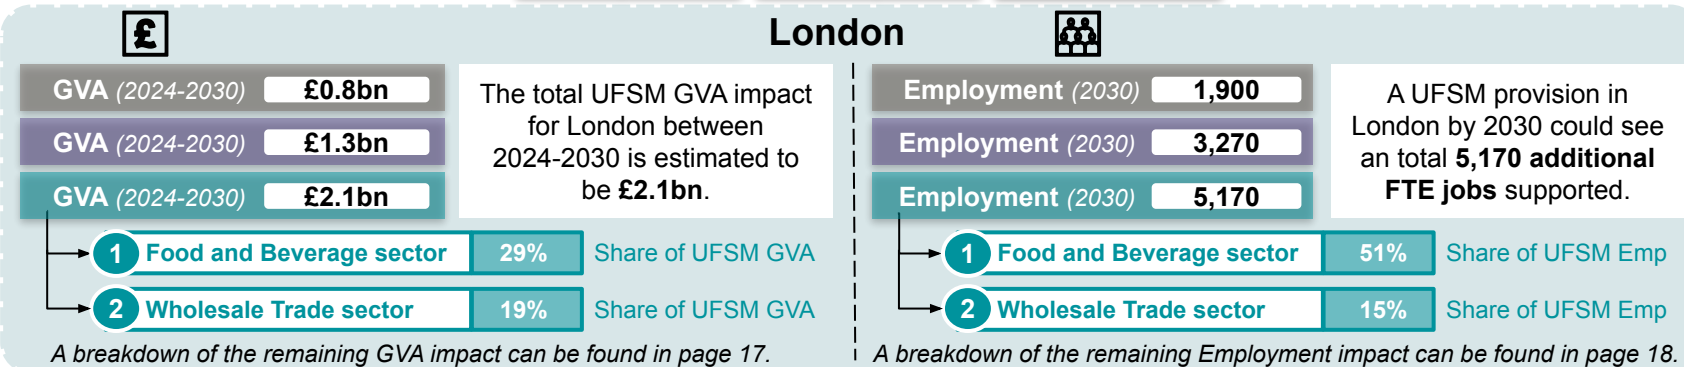 £
London
GVA (2024-2030) £0.8bn
GVA (2024-2030) £1.3bn
GVA (2024-2030) £2.1bn
The total UFSM GVA impact
for London between
2024-2030 is estimated to
be £2.1bn.
1 Food and Beverage sector 29% Share of UFSM GVA
2 Wholesale Trade sector 19% Share of UFSM GVA
A breakdown of the remaining GVA impact can be found in page 17.
Employment (2030) 1,900
Employment (2030) 3,270
Employment (2030) 5,170
A UFSM provision in
London by 2030 could see
an total 5,170 additional
FTE jobs supported.
1 Food and Beverage sector 51% Share of UFSM Emp
2 Wholesale Trade sector 15% Share of UFSM Emp
A breakdown of the remaining Employment impact can be found in page 18.